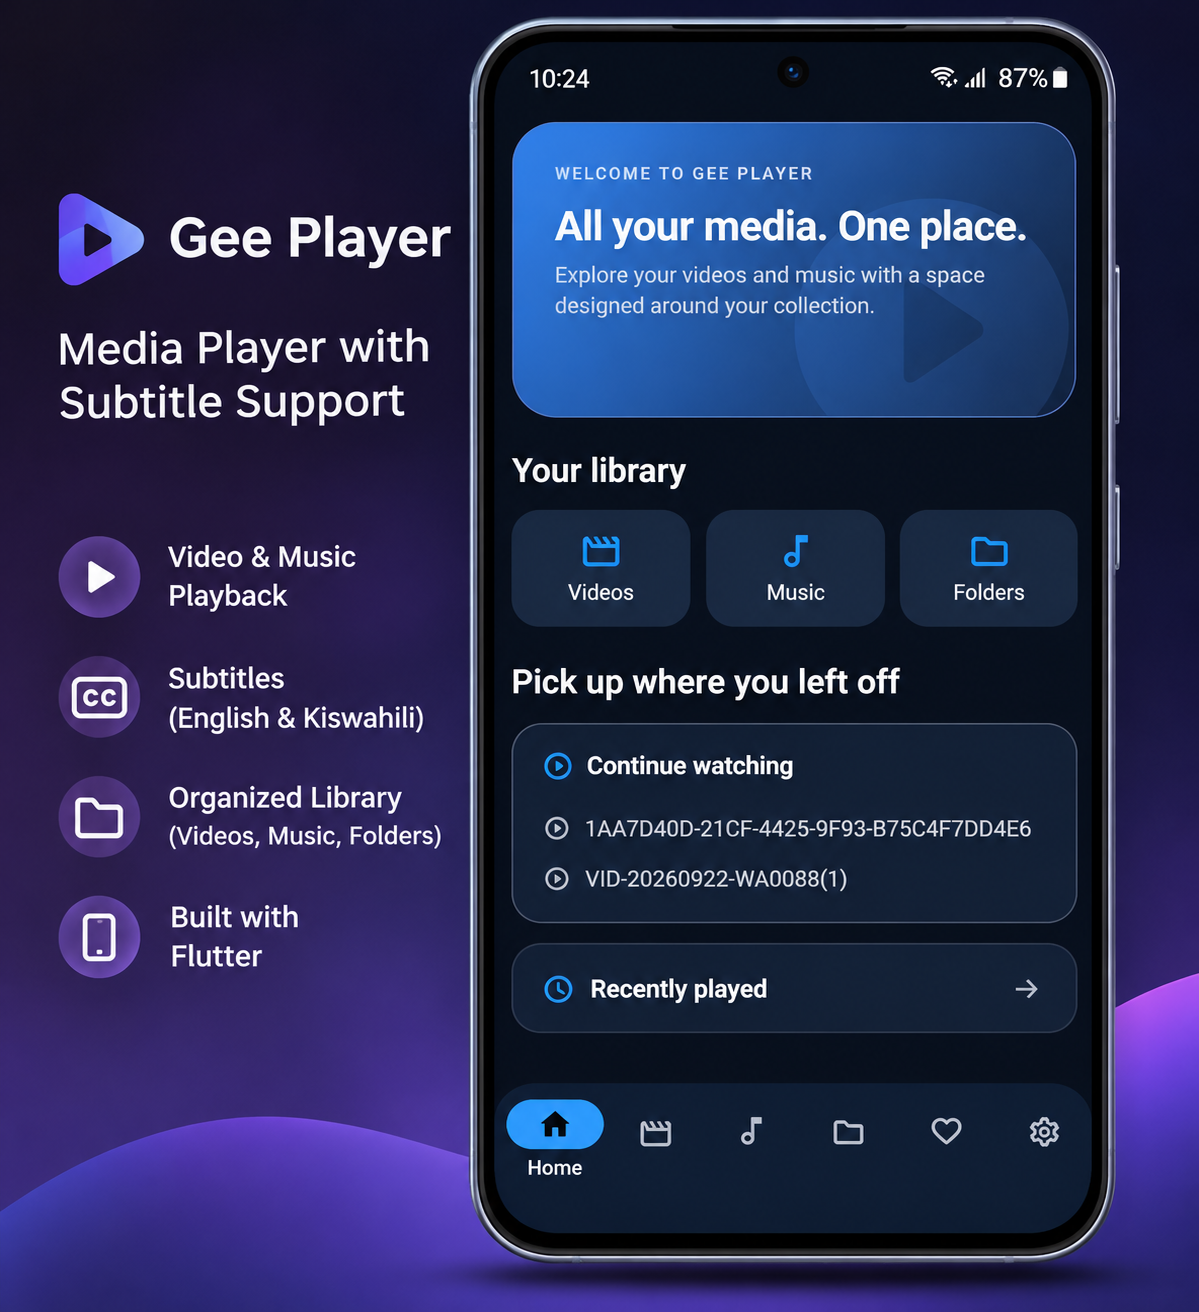 Gee Player
Media Player with
Subtitle Support
Video & Music
Playback
CC
Subtitles
(English & Kiswahili)
Organized Library
(Videos, Music, Folders)
Built with
Flutter
10:24
87%
WELCOME TO GEE PLAYER
All your media. One place.
Explore your videos and music with a space
designed around your collection.
Your library
Videos
Music
Folders
Pick up where you left off
Continue watching
1AA7D40D-21CF-4425-9F93-B75C4F7DD4E6
VID-20260922-WA0088(1)
Recently played
Home